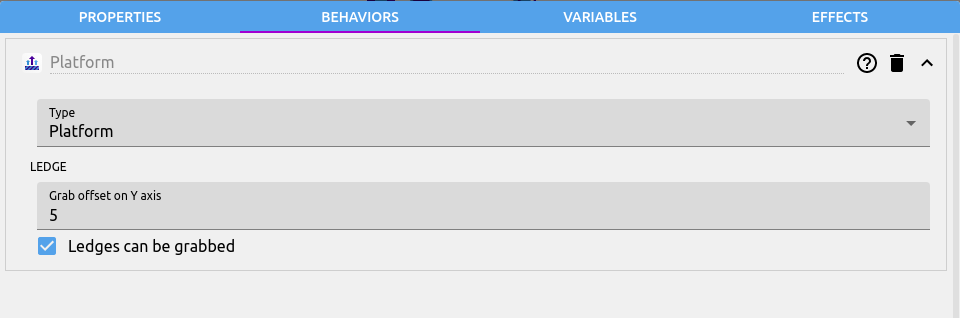 PROPERTIES BEHAVIORS VARIABLES EFFECTS
Platform
Type
Platform
LEDGE
Grab offset on Y axis
5
Ledges can be grabbed